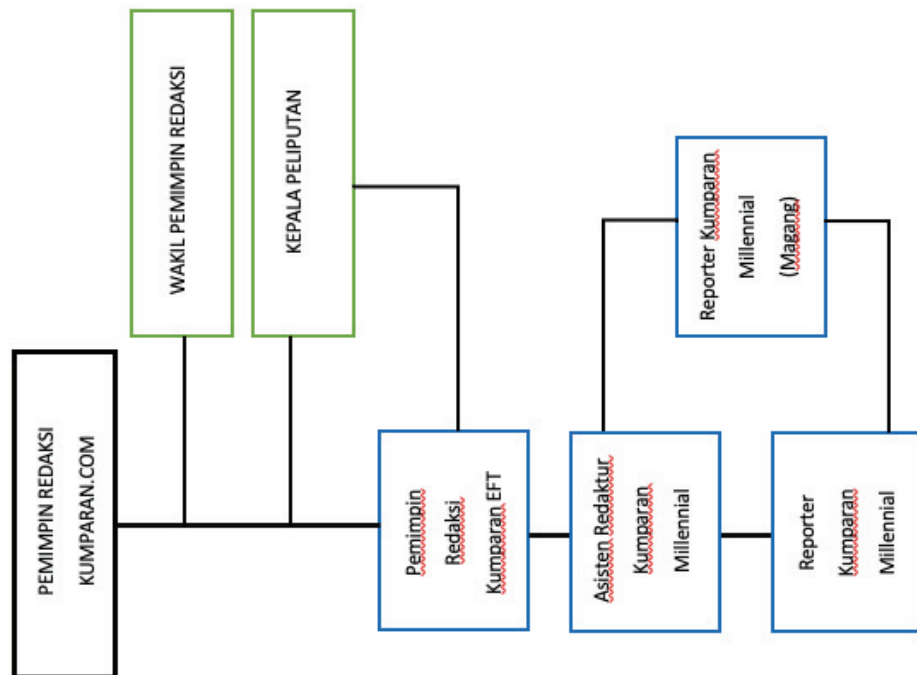 PEMIMPIN REDAKSI
KUMPARAN.COM
WAKIL PEMIMPIN REDAKSI
KEPALA PELIPUTAN
Pemimpin
Redaksi
Kumparan EFT
Asisten Redaktur
Kumparan
Millennial
Reporter Kumparan
Millennial
(Magang)
Reporter
Kumparan
Millennial